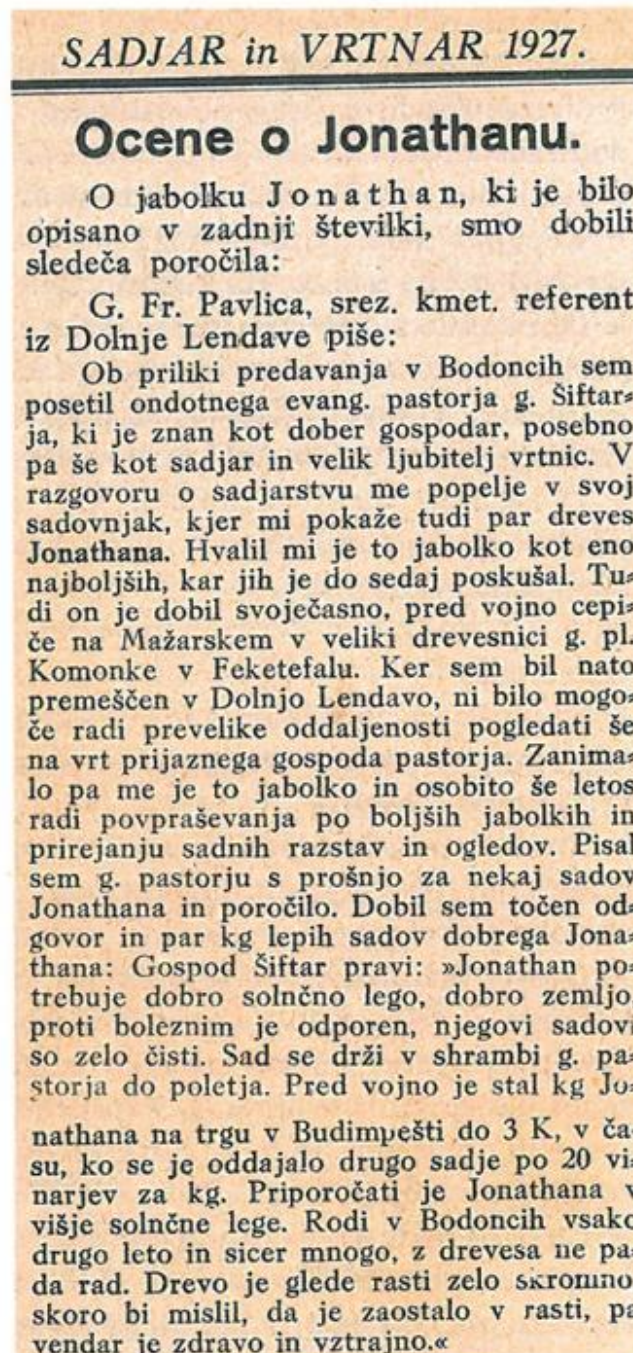 SADJAR in VRTNAR 1927.
Ocene o Jonathanu.
O jabolku Jonathan, ki je bilo
opisano v zadnji številki, smo dobili
sledeča poročila:
G. Fr. Pavlica, srez. kmet. referent
iz Dolnje Lendave piše:
Ob priliki predavanja v Bodoncih sem
posetil ondotnega evang. pastorja g. Šiftar-
ja, ki je znan kot dober gospodar, posebno
pa še kot sadjar in velik ljubitelj vrtnic. V
razgovoru o sadjarstvu me popelje v svoj
sadovnjak, kjer mi pokaže tudi par dreves
Jonathana. Hvalil mi je to jabolko kot eno
najboljših, kar jih je do sedaj poskušal. Tu-
di on je dobil svoječasno, pred vojno cepi-
če na Mažarskem v veliki drevesnici g. pl.
Komonke v Feketefalu. Ker sem bil nato
premeščen v Dolnjo Lendavo, ni bilo mogo-
če radi prevelike oddaljenosti pogledati še
na vrt prijaznega gospoda pastorja. Zanima-
lo pa me je to jabolko in osobito še letos
radi povpraševanja po boljših jabolkih in
prirejanju sadnih razstav in ogledov. Pisal
sem g. pastorju s prošnjo za nekaj sadov
Jonathana in poročilo. Dobil sem točen od-
govor in par kg lepih sadov dobrega Jona-
thana: Gospod Šiftar pravi: »Jonathan po-
trebuje dobro solnčno lego, dobro zemljo,
proti boleznim je odporen, njegovi sadovi
so zelo čisti. Sad se drži v shrambi g. pa-
storja do poletja. Pred vojno je stal kg Jo-
nathana na trgu v Budimpešti do 3 K, v ča-
su, ko se je oddajalo drugo sadje po 20 vi-
narjev za kg. Priporočati je Jonathana v
višje solnčne lege. Rodi v Bodoncih vsako
drugo leto in sicer mnogo, z drevesa ne pa-
da rad. Drevo je glede rasti zelo skromno,
skoro bi mislil, da je zaostalo v rasti, pa
vendar je zdravo in vztrajno.«